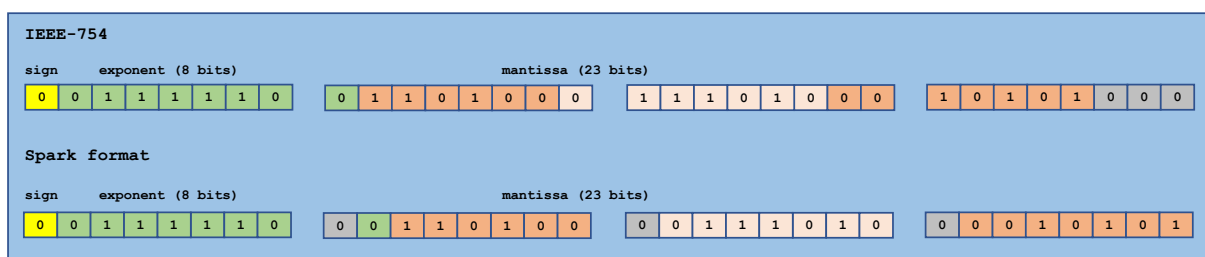 IEEE-754
sign exponent (8 bits) mantissa (23 bits)
0 0 1 1 1 1 1 0 0 1 1 0 1 0 0 0 1 1 1 0 1 0 0 0 1 0 1 0 1 0 0 0
Spark format
sign exponent (8 bits) mantissa (23 bits)
0 0 1 1 1 1 1 0 0 0 1 1 0 1 0 0 0 0 1 1 1 0 1 0 0 0 0 1 0 1 0 1